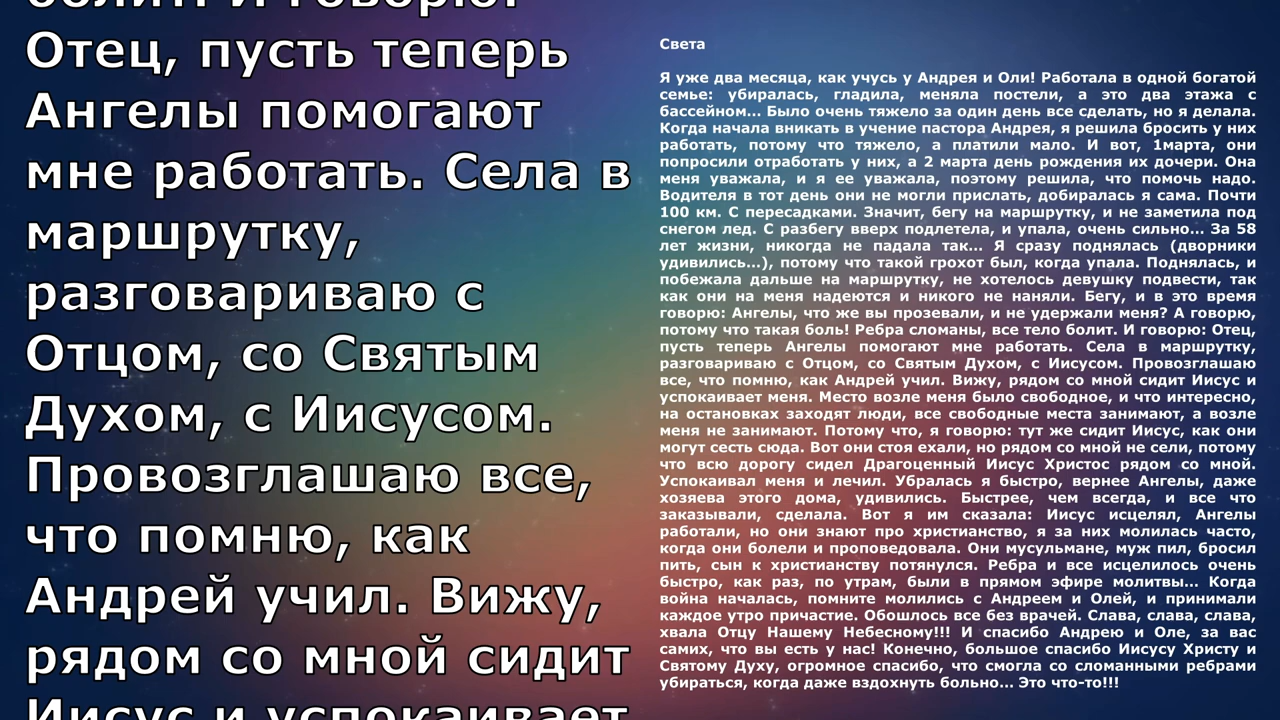 болит! И говорю:
Отец, пусть теперь
Ангелы помогают
мне работать. Села в
маршрутку,
разговариваю с
Отцом, со Святым
Духом, с Иисусом.
Провозглашаю все,
что помню, как
Андрей учил. Вижу,
рядом со мной сидит
Иисус и успокаивает
Света
Я уже два месяца, как учусь у Андрея и Оли! Работала в одной богатой
семье: убиралась, гладила, меняла постели, а это два этажа с
бассейном... Было очень тяжело за один день все сделать, но я делала.
Когда начала вникать в учение пастора Андрея, я решила бросить у них
работать, потому что тяжело, а платили мало. И вот, 1марта, они
попросили отработать у них, а 2 марта день рождения их дочери. Она
меня уважала, и я ее уважала, поэтому решила, что помочь надо.
Водителя в тот день они не могли прислать, добиралась я сама. Почти
100 км. С пересадками. Значит, бегу на маршрутку, и не заметила под
снегом лед. С разбегу вверх подлетела, и упала, очень сильно... За 58
лет жизни, никогда не падала так... Я сразу поднялась (дворники
удивились...), потому что такой грохот был, когда упала. Поднялась, и
побежала дальше на маршрутку, не хотелось девушку подвести, так
как они на меня надеются и никого не наняли. Бегу, и в это время
говорю: Ангелы, что же вы прозевали, и не удержали меня? А говорю,
потому что такая боль! Ребра сломаны, все тело болит. И говорю: Отец,
пусть теперь Ангелы помогают мне работать. Села в маршрутку,
разговариваю с Отцом, со Святым Духом, с Иисусом. Провозглашаю
все, что помню, как Андрей учил. Вижу, рядом со мной сидит Иисус и
успокаивает меня. Место возле меня было свободное, и что интересно,
на остановках заходят люди, все свободные места занимают, а возле
меня не занимают. Потому что, я говорю: тут же сидит Иисус, как они
могут сесть сюда. Вот они стоя ехали, но рядом со мной не сели, потому
что всю дорогу сидел Драгоценный Иисус Христос рядом со мной.
Успокаивал меня и лечил. Убралась я быстро, вернее Ангелы, даже
хозяева этого дома, удивились. Быстрее, чем всегда, и все что
заказывали, сделала. Вот я им сказала: Иисус исцелял, Ангелы
работали, но они знают про христианство, я за них молилась часто,
когда они болели и проповедовала. Они мусульмане, муж пил, бросил
пить, сын к христианству потянулся. Ребра и все исцелилось очень
быстро, как раз, по утрам, были в прямом эфире молитвы... Когда
война началась, помните молились с Андреем и Олей, и принимали
каждое утро причастие. Обошлось все без врачей. Слава, слава, слава,
хвала Отцу Нашему Небесному!!! И спасибо Андрею и Оле, за вас
самих, что вы есть у нас! Конечно, большое спасибо Иисусу Христу и
Святому Духу, огромное спасибо, что смогла со сломанными ребрами
убираться, когда даже вздохнуть больно... Это что-то!!!